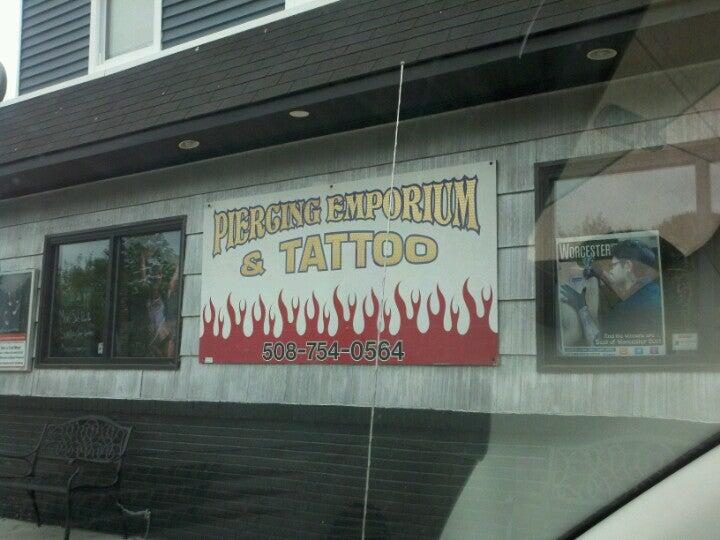 PIERCING EMPORIUM
& TATTOO
508-754-0564
WORCESTER